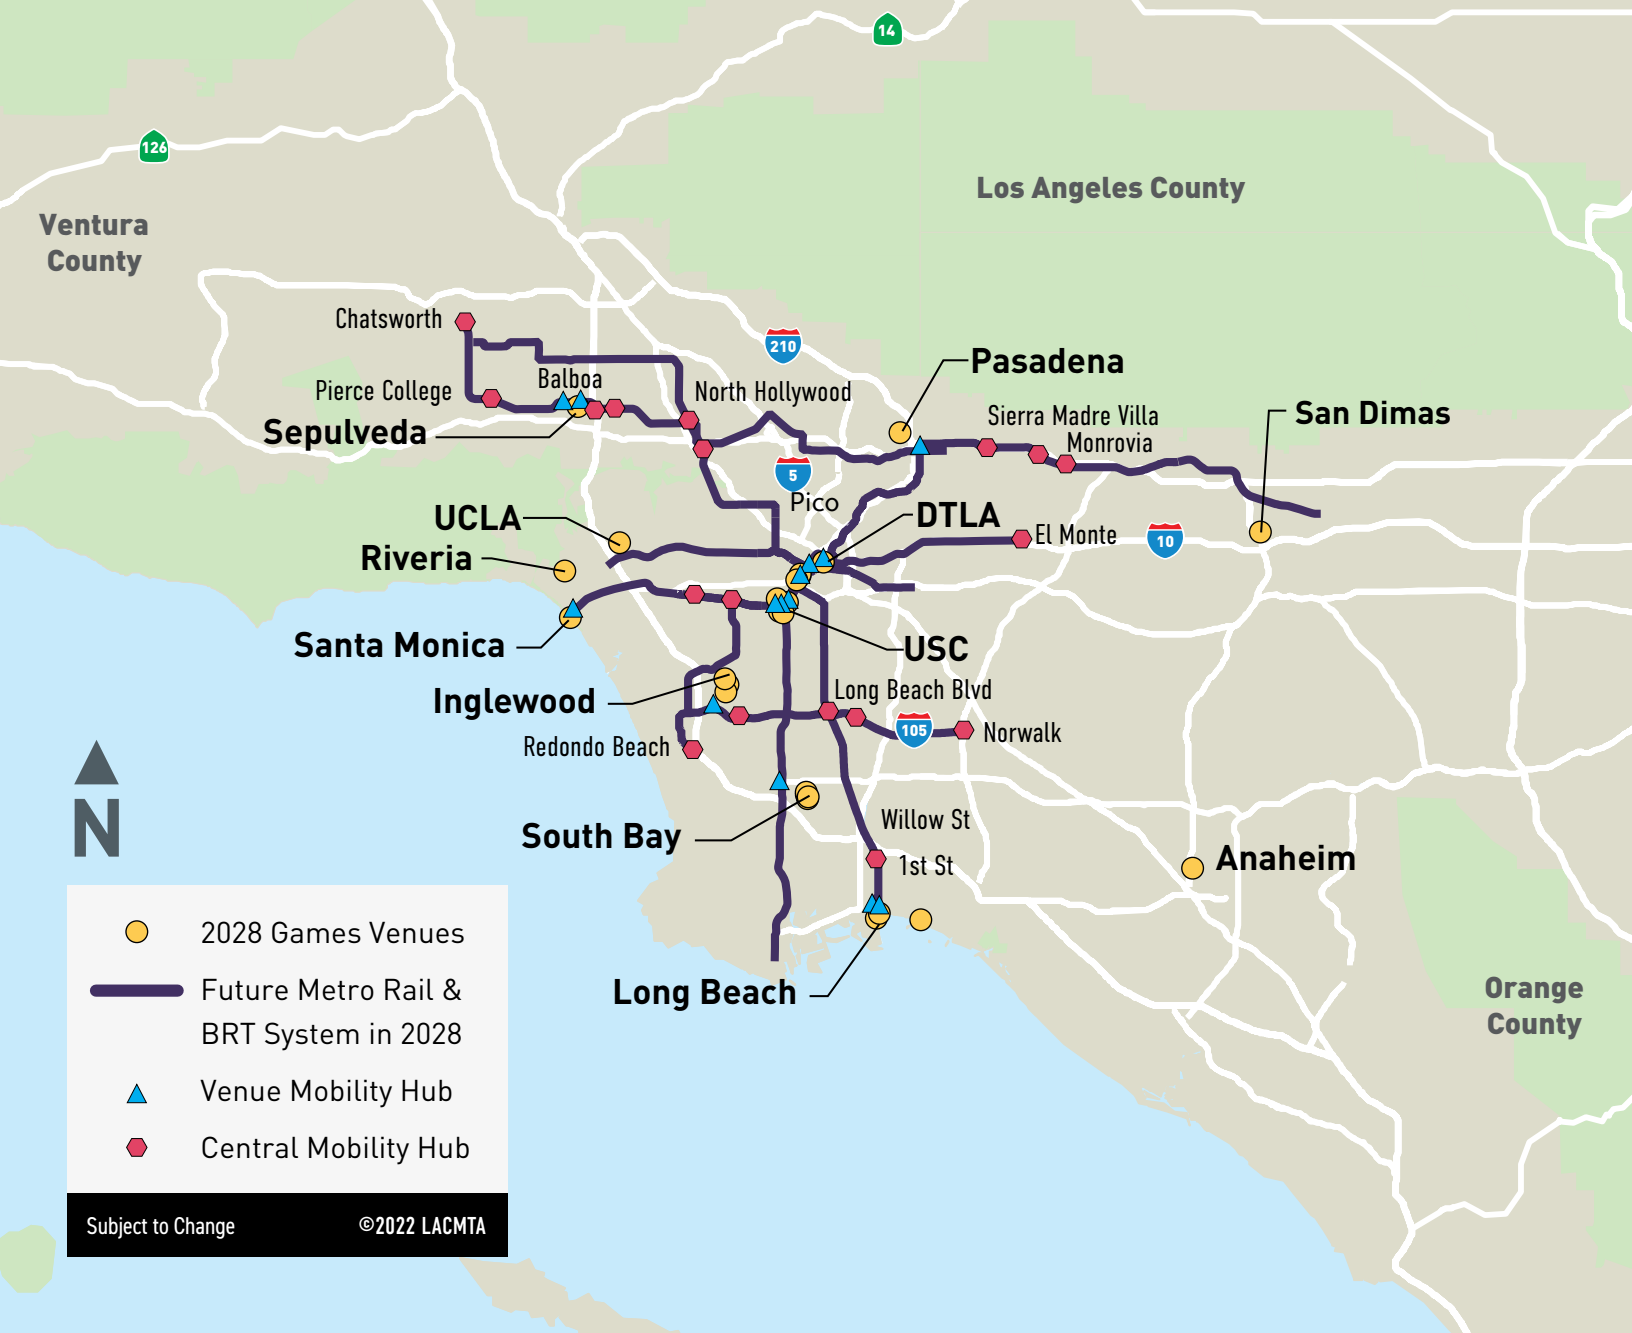 14
126
Los Angeles County
Ventura
County
Chatsworth
210
Pasadena
Balboa
Pierce College
North Hollywood
Sierra Madre Villa
San Dimas
Sepulveda
Monrovia
5
Pico
UCLA
DTLA
El Monte
10
Riveria
Santa Monica
USC
Inglewood
Long Beach Blvd
105
Norwalk
Redondo Beach
N
Willow St
South Bay
1st St
Anaheim
Long Beach
Orange
County
2028 Games Venues
Future Metro Rail &
BRT System in 2028
Venue Mobility Hub
Central Mobility Hub
Subject to Change
©2022 LACMTA